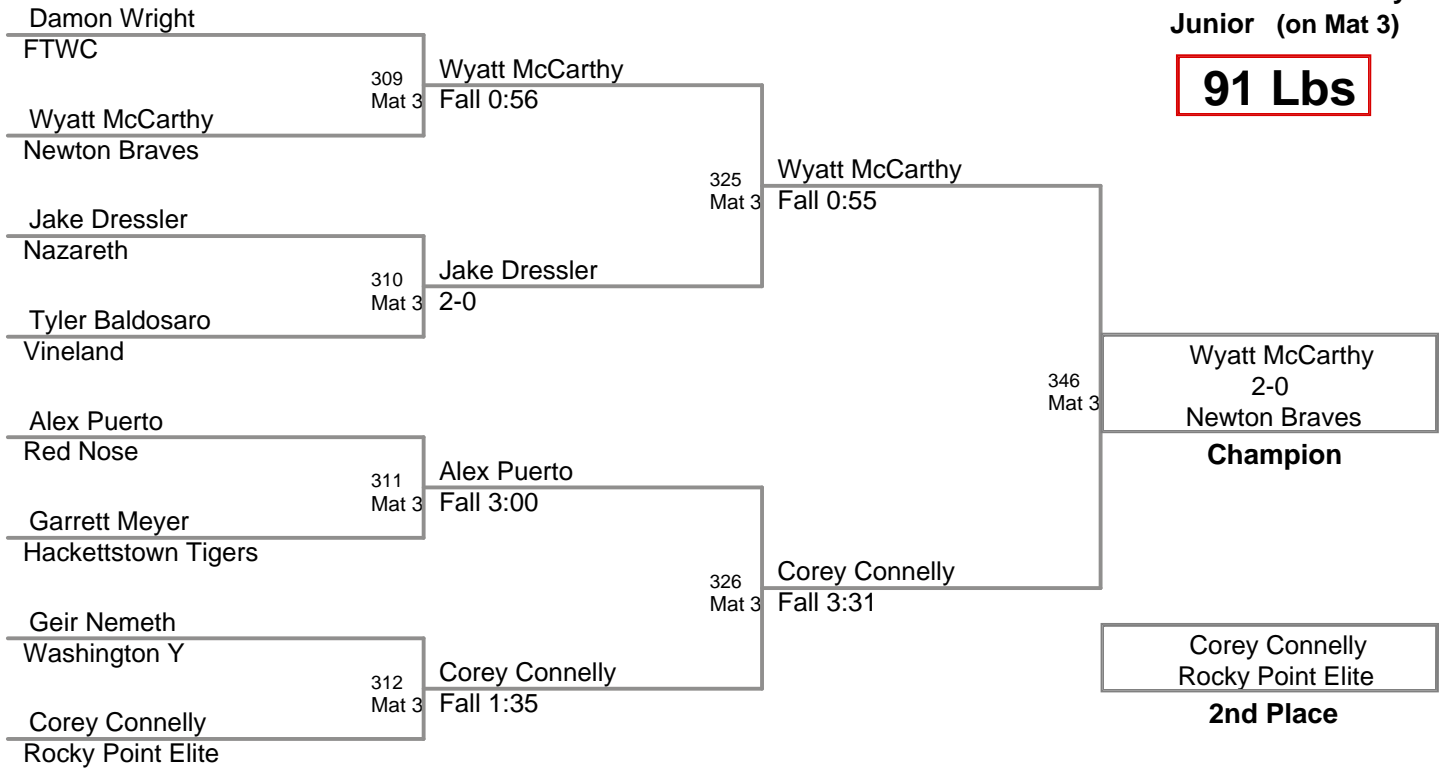 Junior (on Mat 3)
91 Lbs
Damon Wright
FTWC
309
Mat 3
Wyatt McCarthy
Fall 0:56
Wyatt McCarthy
Newton Braves
325
Mat 3
Wyatt McCarthy
Fall 0:55
Jake Dressler
Nazareth
310
Mat 3
Jake Dressler
2-0
Tyler Baldosaro
Vineland
346
Mat 3
Wyatt McCarthy
2-0
Newton Braves
Champion
Alex Puerto
Red Nose
311
Mat 3
Alex Puerto
Fall 3:00
Garrett Meyer
Hackettstown Tigers
326
Mat 3
Corey Connelly
Fall 3:31
Geir Nemeth
Washington Y
312
Mat 3
Corey Connelly
Fall 1:35
Corey Connelly
Rocky Point Elite
Corey Connelly
Rocky Point Elite
2nd Place